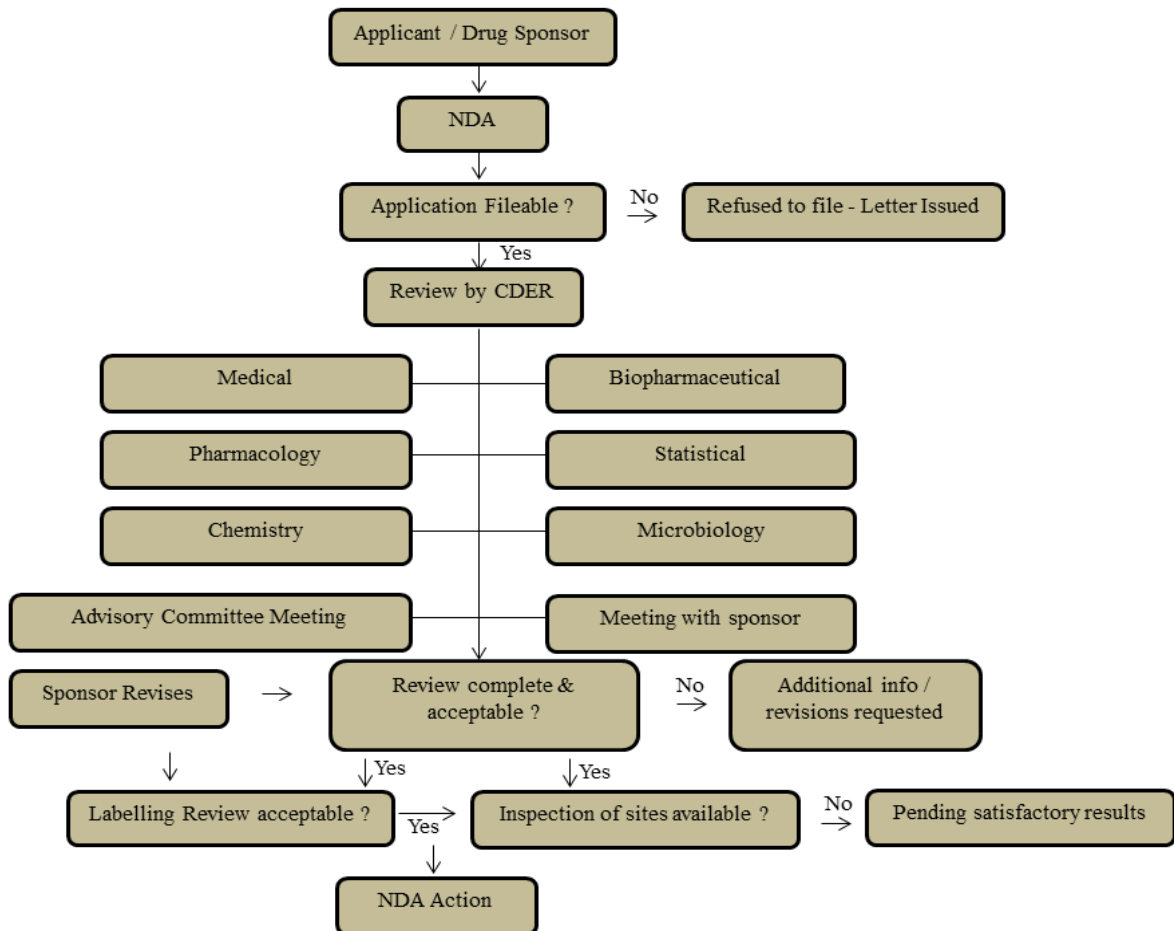 Applicant / Drug Sponsor
NDA
Application Fileable ?
No
Refused to file - Letter Issued
Yes
Review by CDER
Medical
Biopharmaceutical
Pharmacology
Statistical
Chemistry
Microbiology
Advisory Committee Meeting
Meeting with sponsor
Sponsor Revises
Review complete &
acceptable ?
No
Additional info /
revisions requested
Yes
Yes
Labelling Review acceptable ?
Yes
Inspection of sites available ?
No
Pending satisfactory results
NDA Action